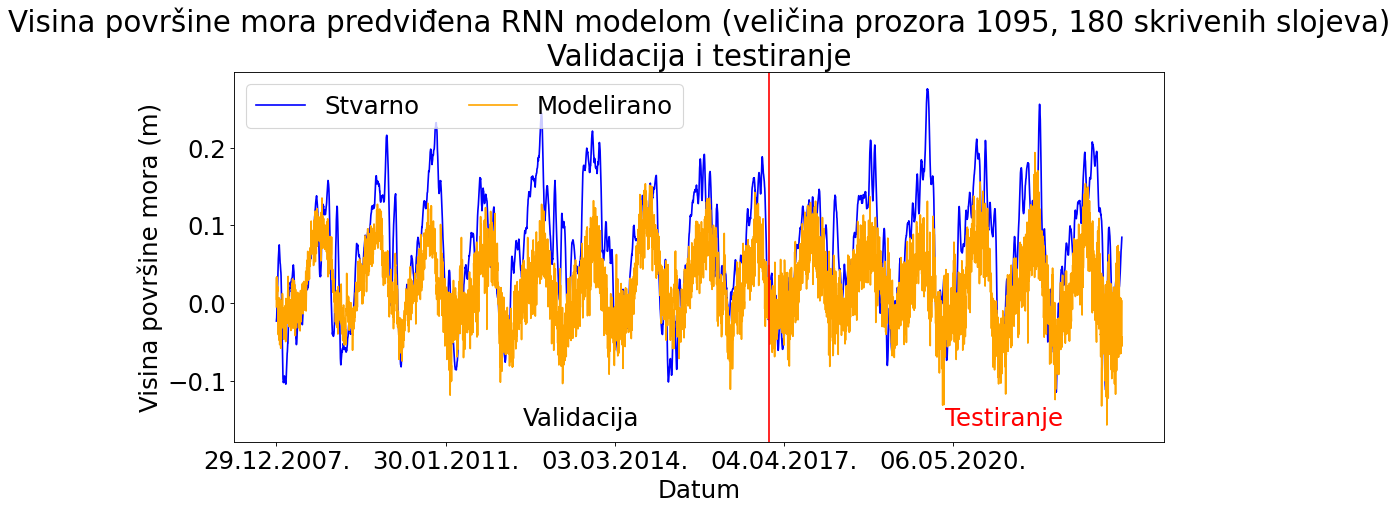 Visina površine mora predviđena RNN modelom (veličina prozora 1095, 180 skrivenih slojeva)
Validacija i testiranje
Stvarno
Modelirano
Visina površine mora (m)
0.2
0.1
0.0
−0.1
Validacija
Testiranje
29.12.2007.
30.01.2011.
03.03.2014.
04.04.2017.
06.05.2020.
Datum